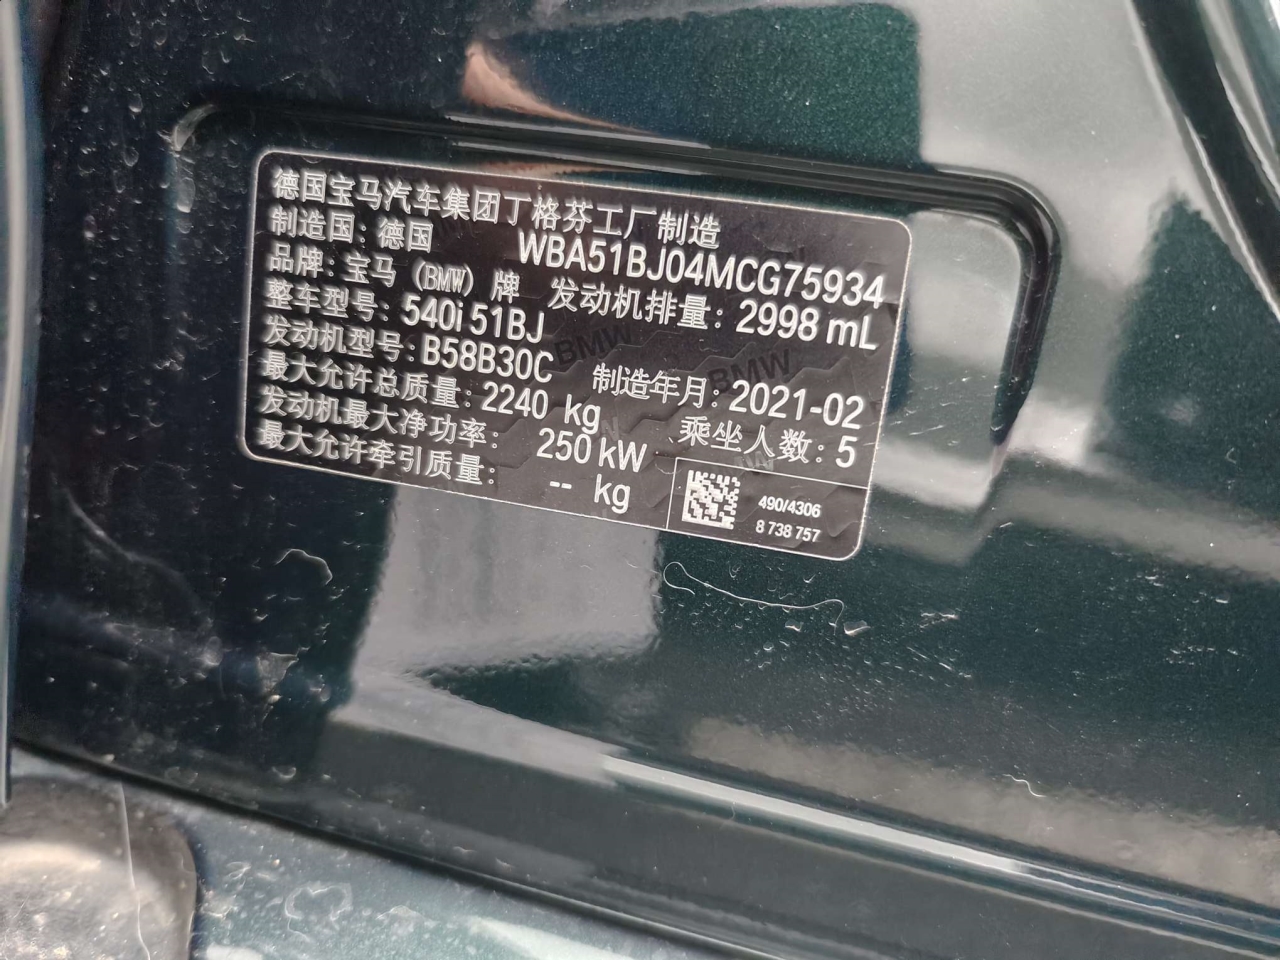 德国宝马汽车集团丁格芬工厂制造
制造国：德国 WBA51BJ04MCG75934
品牌：宝马 (BMW) 牌 发动机排量：2998 mL
整车型号：540i 51BJ
发动机型号：B58B30C 制造年月：2021-02
最大允许总质量：2240 kg 乘坐人数：5
发动机最大净功率：250 kW
最大允许牵引质量：-- kg
490/4306
8 738 757
BMW
BMW